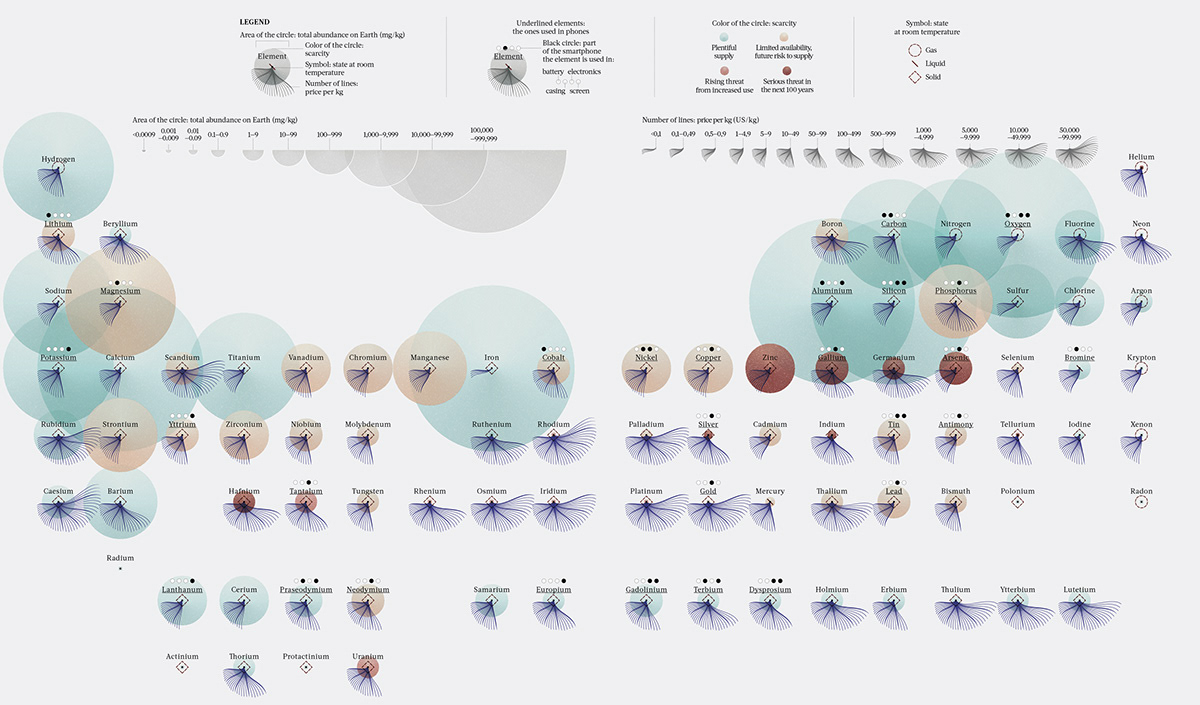 LEGEND
Area of the circle: total abundance on Earth (mg/kg)
Element
Color of the circle:
scarcity
Symbol: state at room
temperature
Number of lines:
price per kg
Underlined elements:
the ones used in phones
Element
Black circle: part
of the smartphone
the element is used in:
battery electronics
casing screen
Color of the circle: scarcity
Plentiful
supply
Limited availability,
future risk to supply
Rising threat
from increased use
Serious threat in
the next 100 years
Symbol: state
at room temperature
Gas
Liquid
Solid
Area of the circle: total abundance on Earth (mg/kg)
<0.0009
0.001
-0.009
0.01
-0.09
0.1–0.9
1–9
10–99
100–999
1,000–9,999
10,000–99,999
100,000
–999,999
Number of lines: price per kg (US/kg)
<0,1
0,1–0,49
0,5–0,9
1–4,9
5–9
10–49
50–99
100–499
500–999
1,000
–4,999
5,000
–9,999
10,000
–49,999
50,000
–99,999
Hydrogen
Helium
Lithium
Beryllium
Boron
Carbon
Nitrogen
Oxygen
Fluorine
Neon
Sodium
Magnesium
Aluminium
Silicon
Phosphorus
Sulfur
Chlorine
Argon
Potassium
Calcium
Scandium
Titanium
Vanadium
Chromium
Manganese
Iron
Cobalt
Nickel
Copper
Zinc
Gallium
Germanium
Arsenic
Selenium
Bromine
Krypton
Rubidium
Strontium
Yttrium
Zirconium
Niobium
Molybdenum
Ruthenium
Rhodium
Palladium
Silver
Cadmium
Indium
Tin
Antimony
Tellurium
Iodine
Xenon
Caesium
Barium
Hafnium
Tantalum
Tungsten
Rhenium
Osmium
Iridium
Platinum
Gold
Mercury
Thallium
Lead
Bismuth
Polonium
Radon
Radium
Lanthanum
Cerium
Praseodymium
Neodymium
Samarium
Europium
Gadolinium
Terbium
Dysprosium
Holmium
Erbium
Thulium
Ytterbium
Lutetium
Actinium
Thorium
Protactinium
Uranium